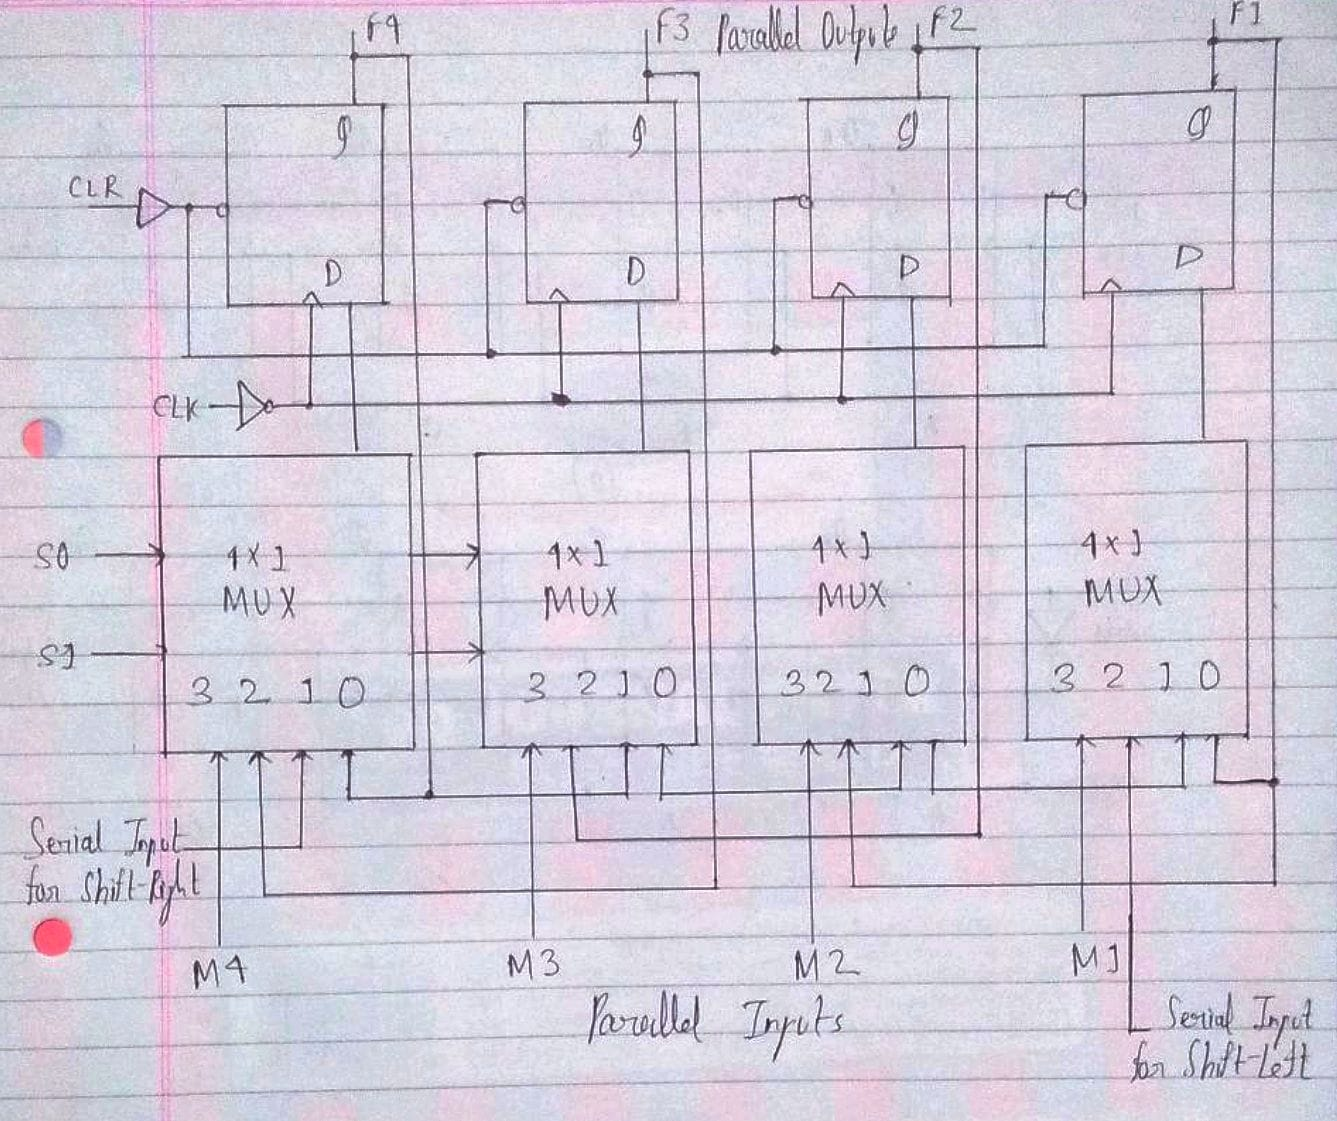 F4 F3 Parallel Outputs F2 F1
Q Q Q Q
CLR
D D D D
CLK
S0 4x1 4x1 4x1 4x1
MUX MUX MUX MUX
S1
3 2 1 0 3 2 1 0 3 2 1 0 3 2 1 0
Serial Input
for Shift-Right
M4 M3 M2 M1
Parallel Inputs
Serial Input
for Shift-Left